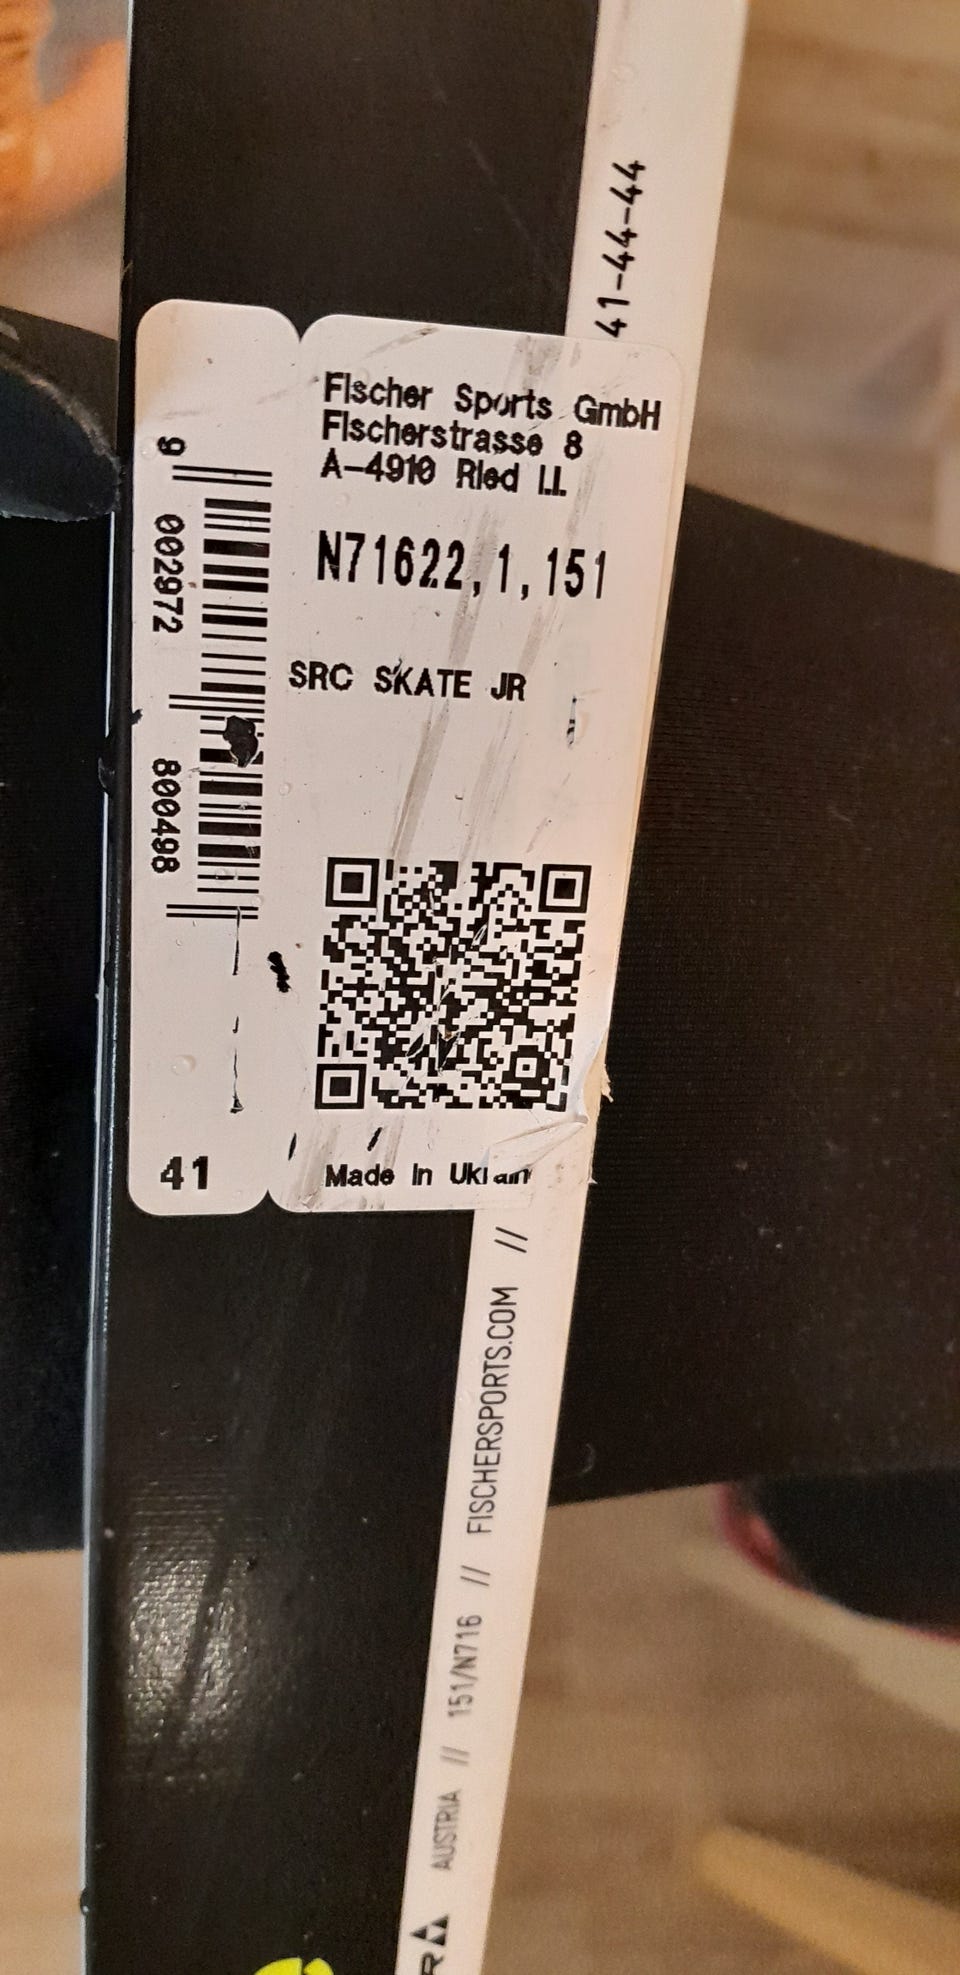 41-44-44
Fischer Sports GmbH
Fischerstrasse 8
A-4910 Ried I.I.
N71622,1,151
SRC SKATE JR
9 002972 800498
41
Made in Ukrain
AUSTRIA // 151/N716 // FISCHERSPORTS.COM //